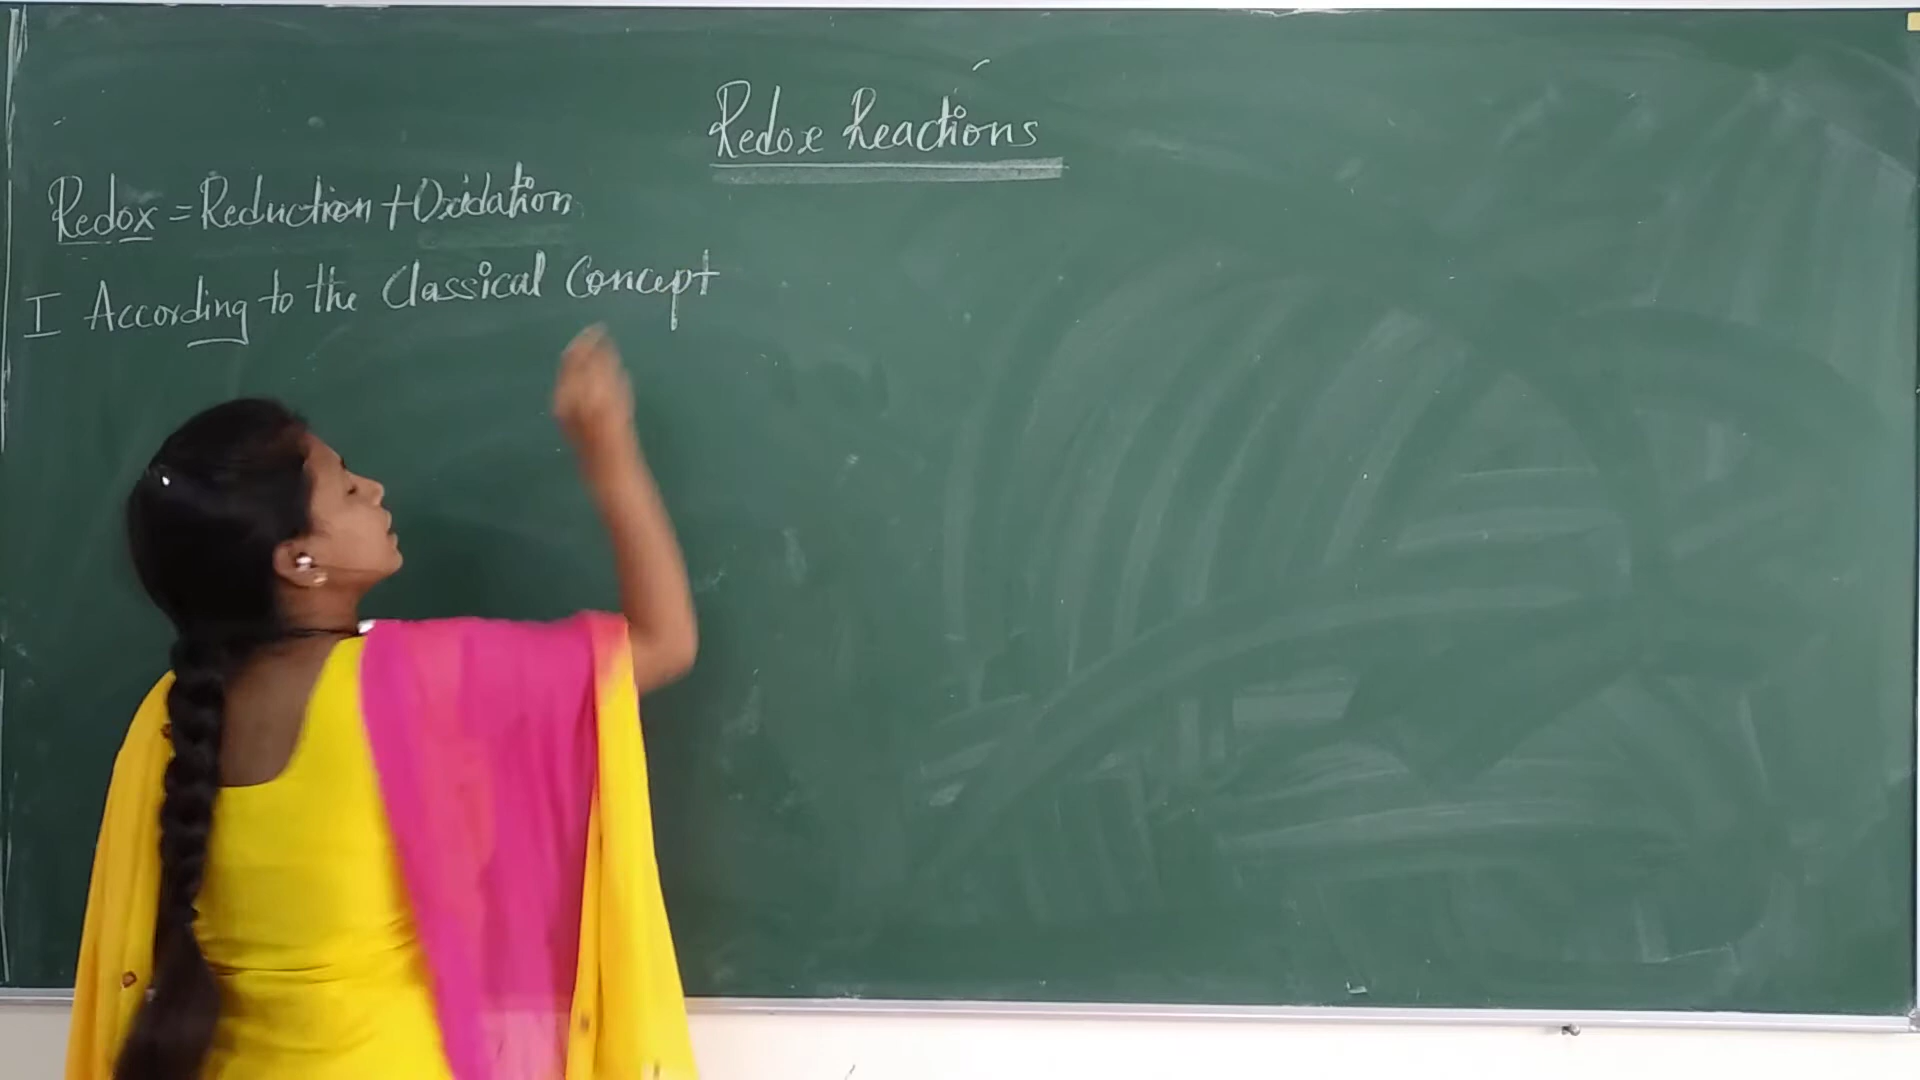 Redox Reactions
Redox = Reduction + Oxidation
I According to the Classical Concept